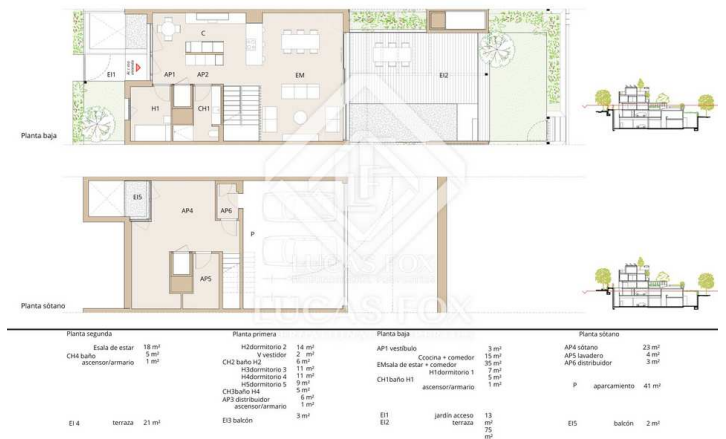 C
EI1
AP1
AP2
EM
EI2
H1
CH1
Planta baja
EI5
AP4
AP6
P
AP5
Planta sótano
LUCAS FOX
LUCAS FOX
Planta segunda
Esala de estar 18 m²
CH4 baño 5 m²
ascensor/armario 1 m²
EI 4 terraza 21 m²
Planta primera
H2dormitorio 2 14 m²
V vestidor 2 m²
CH2 baño H2 6 m²
H3dormitorio 3 11 m²
H4dormitorio 4 11 m²
H5dormitorio 5 9 m²
CH3baño H4 5 m²
AP3 distribuidor 6 m²
ascensor/armario 1 m²
EI3 balcón 3 m²
Planta baja
AP1 vestíbulo 3 m²
Ccocina + comedor 15 m²
EMsala de estar + comedor 35 m²
H1dormitorio 1 7 m²
CH1baño H1 5 m²
ascensor/armario 1 m²
EI1 jardín acceso 13 m²
EI2 terraza 75 m²
Planta sótano
AP4 sótano 23 m²
AP5 lavadero 4 m²
AP6 distribuidor 3 m²
P aparcamiento 41 m²
EI5 balcón 2 m²